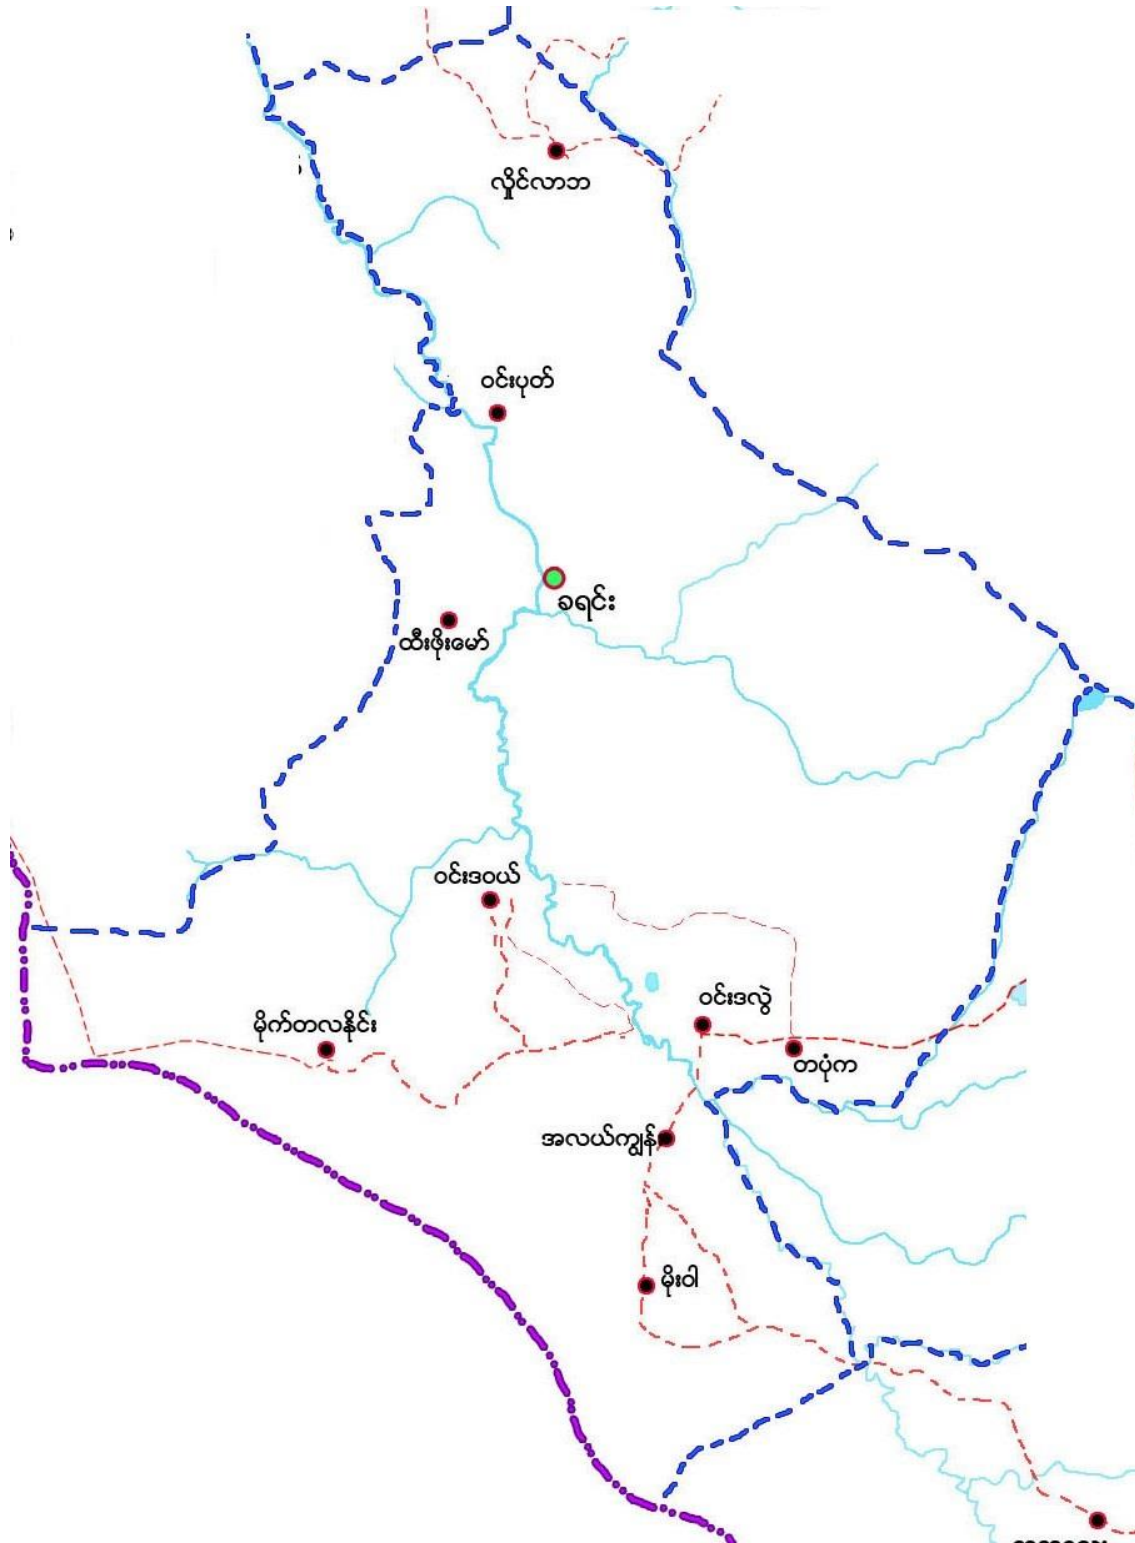 လှိုင်လာဘ
ဝင်းပုတ်
ခရင်း
ထီးဖိုးမော်
ဝင်းဒဝယ်
ဝင်းဒလွဲ
မိုက်တလနိုင်း
တပုံက
အလယ်ကျွန်
မိုးဝါ